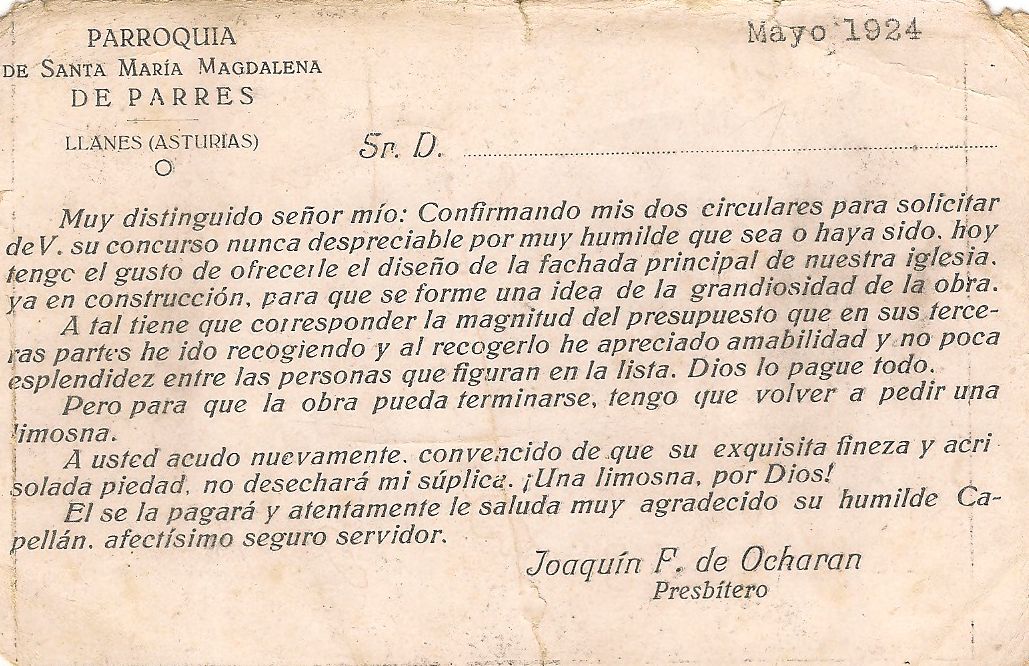 PARROQUIA
DE SANTA MARÍA MAGDALENA
DE PARRES
LLANES (ASTURIAS)
Mayo 1924
Sr. D.
Muy distinguido señor mío: Confirmando mis dos circulares para solicitar
de V. su concurso nunca despreciable por muy humilde que sea o haya sido. hoy
tengo el gusto de ofrecerle el diseño de la fachada principal de nuestra iglesia.
ya en construcción, para que se forme una idea de la grandiosidad de la obra.
A tal tiene que corresponder la magnitud del presupuesto que en sus terce-
ras partes he ido recogiendo y al recogerlo he apreciado amabilidad y no poca
esplendidez entre las personas que figuran en la lista. Dios lo pague todo.
Pero para que la obra pueda terminarse, tengo que volver a pedir una
limosna.
A usted acudo nuevamente. convencido de que su exquisita fineza y acri
solada piedad, no desechará mi súplica. ¡Una limosna, por Dios!
El se la pagará y atentamente le saluda muy agradecido su humilde Ca-
pellán. afectísimo seguro servidor.
Joaquín F. de Ocharan
Presbítero